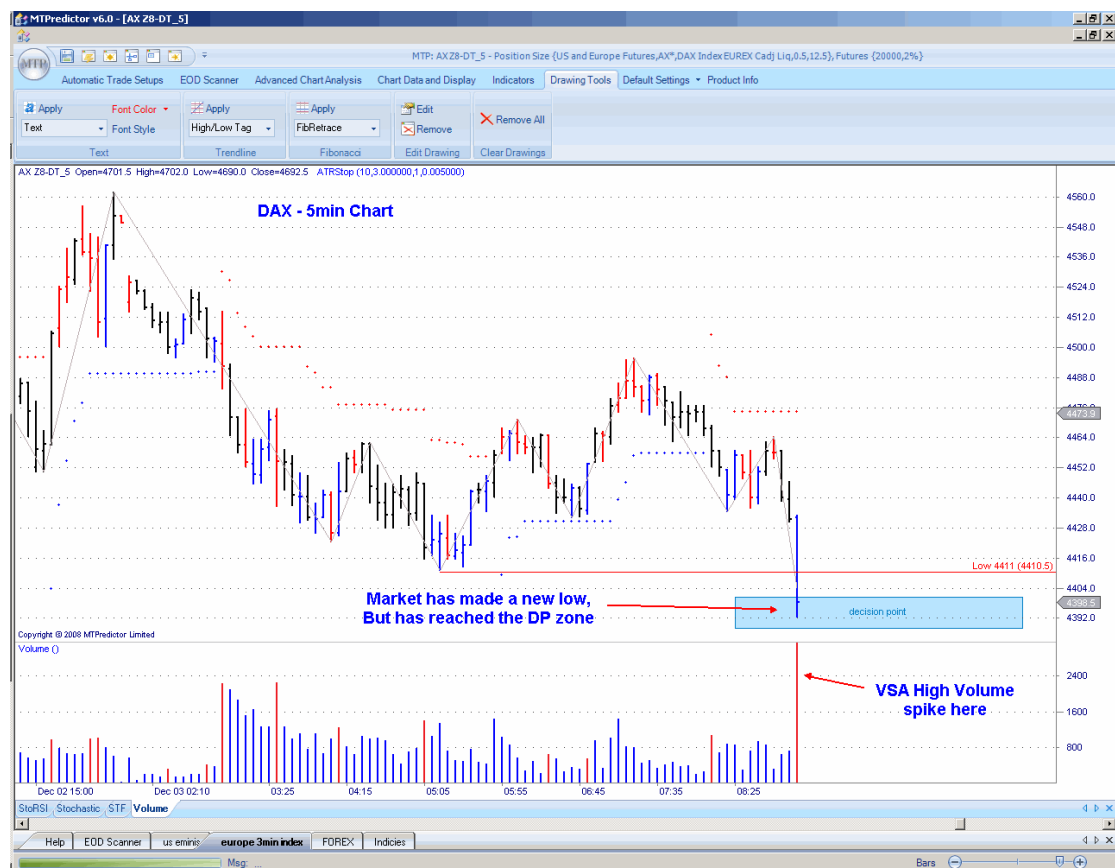 MTPredictor v6.0 - [AX Z8-DT_5]
MTP
MTP: AXZ8-DT_5 - Position Size {US and Europe Futures,AX*,DAX Index EUREX Cadj Liq,0.5,12.5}, Futures {20000,2%}
Automatic Trade Setups EOD Scanner Advanced Chart Analysis Chart Data and Display Indicators Drawing Tools Default Settings Product Info
a Apply Font Color Apply Apply Edit Remove All
Text Font Style High/Low Tag FibRetrace Remove
Text Trendline Fibonacci Edit Drawing Clear Drawings
AX Z8-DT_5 Open=4701.5 High=4702.0 Low=4690.0 Close=4692.5 ATRStop (10,3.000000,1,0.005000)
DAX - 5min Chart
4560.0
4548.0
4536.0
4524.0
4512.0
4500.0
4488.0
4476.0
4473.9
4464.0
4452.0
4440.0
4428.0
4416.0
Low 4411 (4410.5)
4404.0
4398.5
4392.0
Market has made a new low,
But has reached the DP zone
decision point
Copyright © 2008 MTPredictor Limited
Volume ()
VSA High Volume
spike here
2400
1600
800
Dec 02 15:00 Dec 03 02:10 03:25 04:15 05:05 05:55 06:45 07:35 08:25
StoRSI Stochastic STF Volume
Help EOD Scanner us eminis europe 3min index FOREX Indicies
Msg: ... Bars